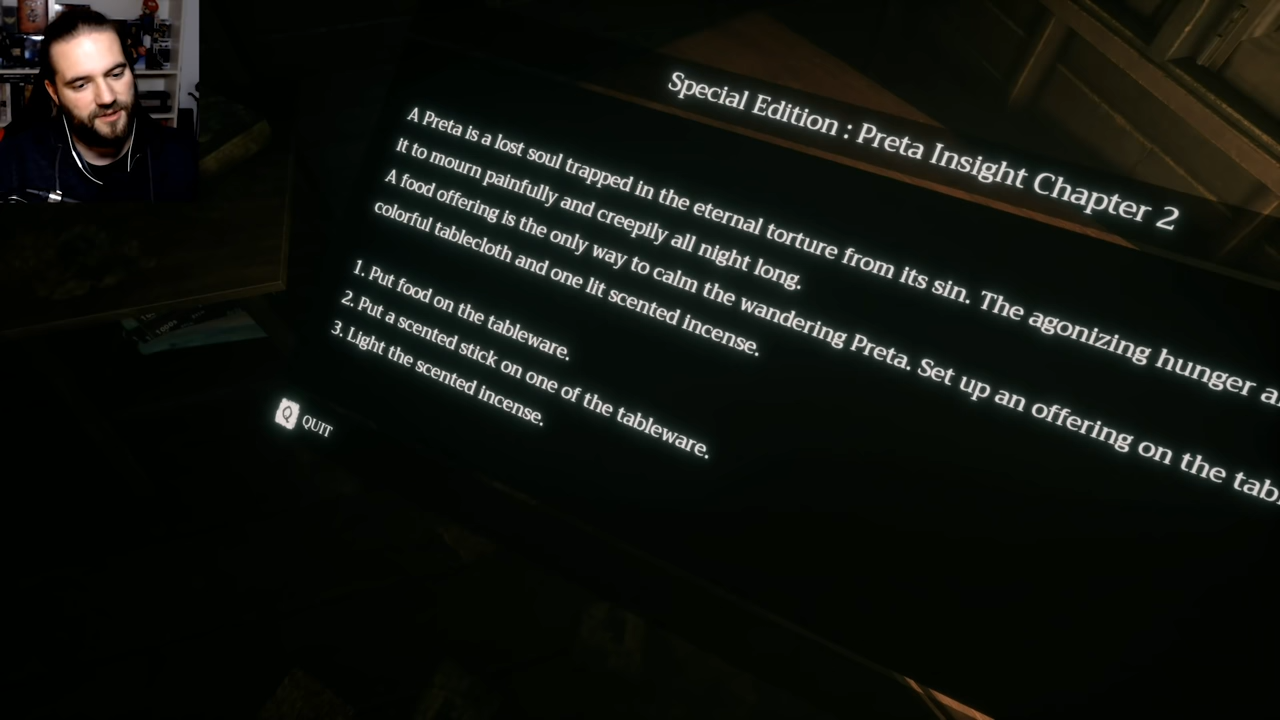 Special Edition : Preta Insight Chapter 2
A Preta is a lost soul trapped in the eternal torture from its sin. The agonizing hunger
it to mourn painfully and creepily all night long.
A food offering is the only way to calm the wandering Preta. Set up an offering on the
colorful tablecloth and one lit scented incense.
1. Put food on the tableware.
2. Put a scented stick on one of the tableware.
3. Light the scented incense.
Q QUIT